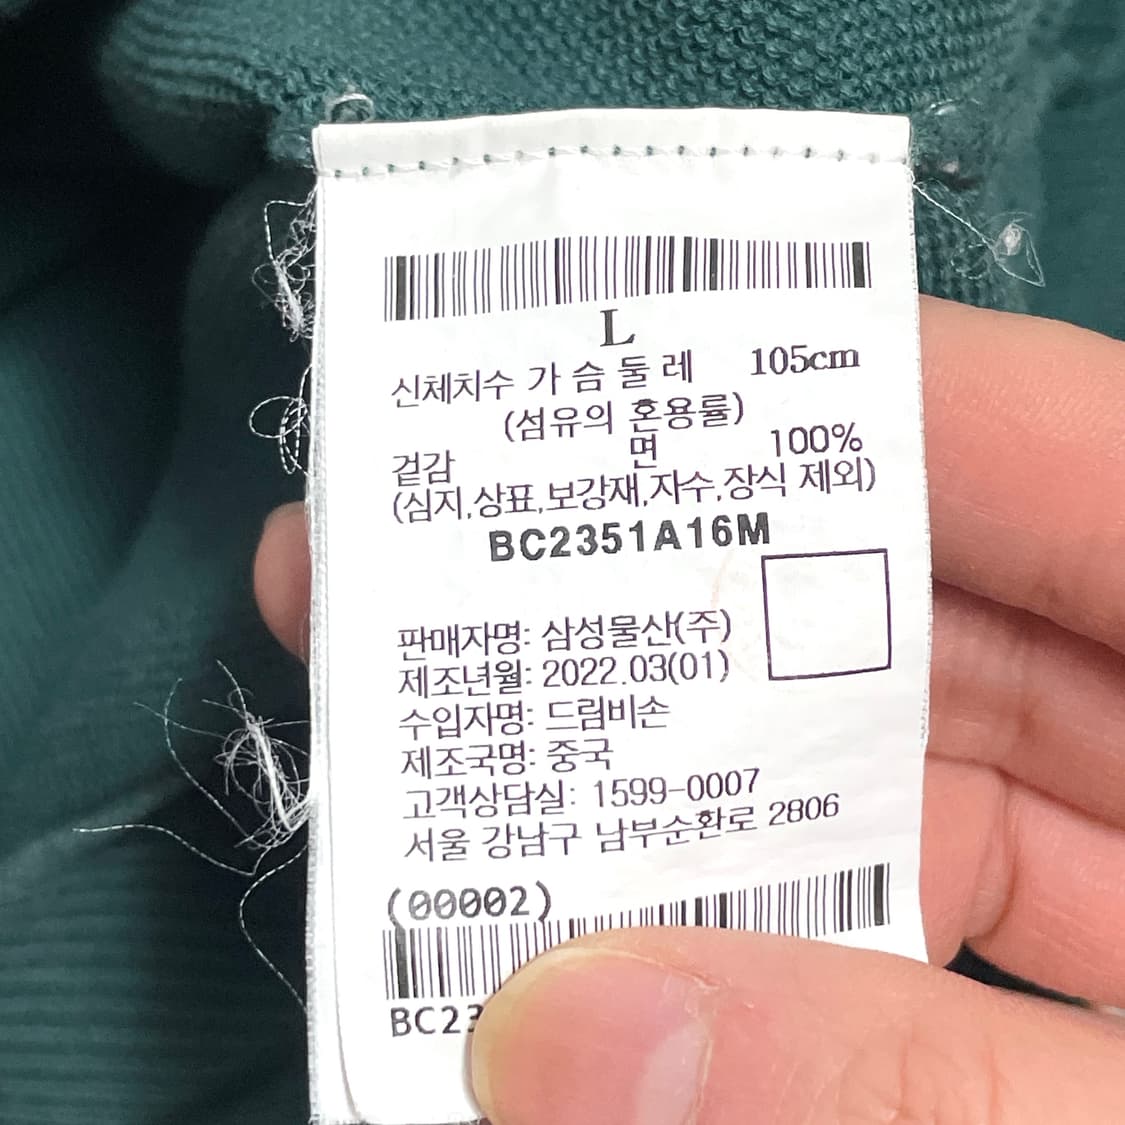 L
신체치수 가슴둘레 105cm
(섬유의 혼용률)
겉감 면 100%
(심지,상표,보강재,자수,장식 제외)
BC2351A16M
판매자명: 삼성물산(주)
제조년월: 2022.03(01)
수입자명: 드림비손
제조국명: 중국
고객상담실: 1599-0007
서울 강남구 남부순환로 2806
(00002)
BC23